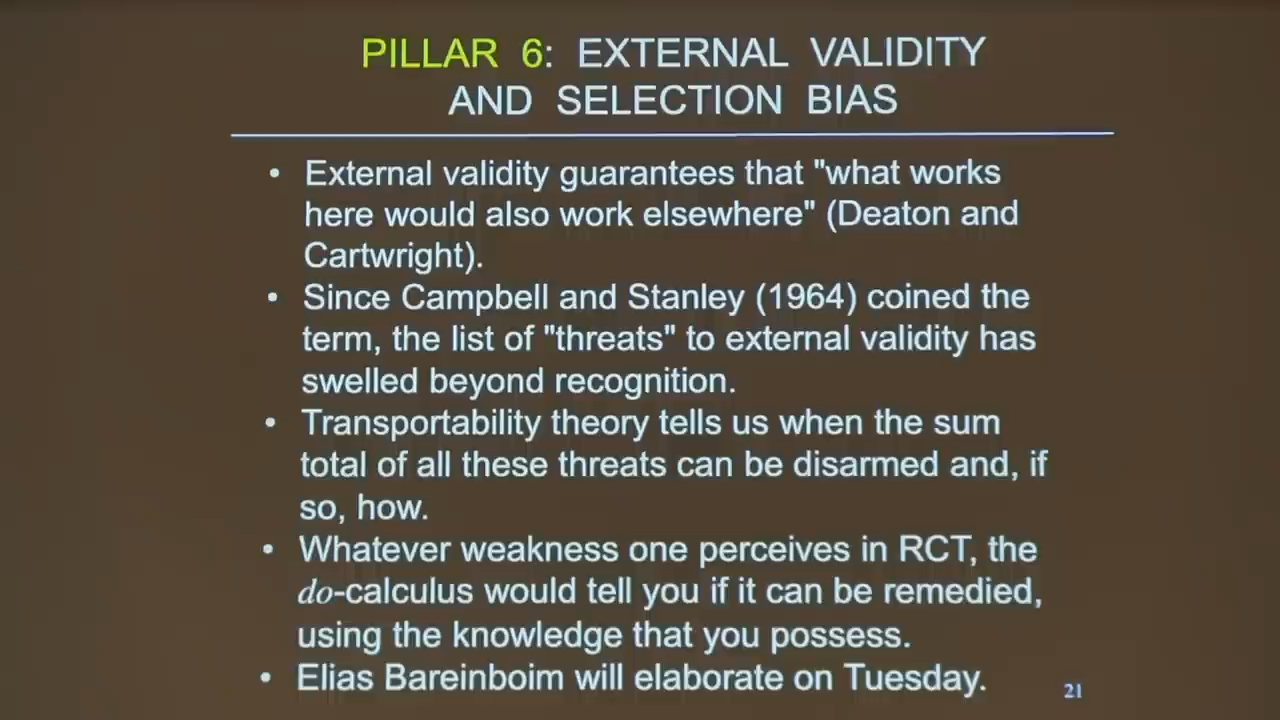 PILLAR 6: EXTERNAL VALIDITY
AND SELECTION BIAS
• External validity guarantees that "what works
here would also work elsewhere" (Deaton and
Cartwright).
• Since Campbell and Stanley (1964) coined the
term, the list of "threats" to external validity has
swelled beyond recognition.
• Transportability theory tells us when the sum
total of all these threats can be disarmed and, if
so, how.
• Whatever weakness one perceives in RCT, the
do-calculus would tell you if it can be remedied,
using the knowledge that you possess.
• Elias Bareinboim will elaborate on Tuesday.
21